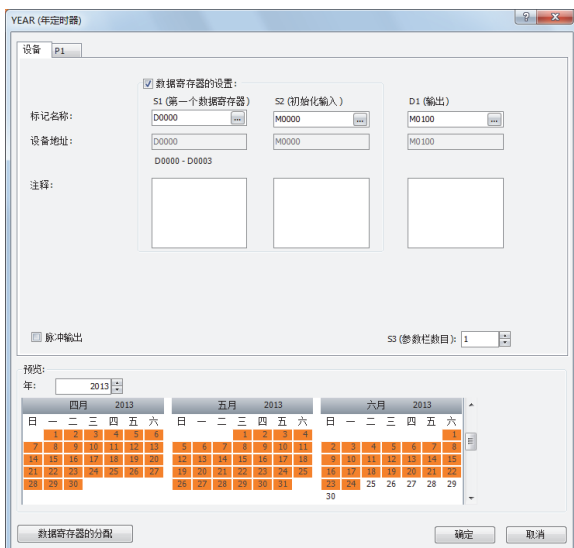 YEAR (年定时器)
设备 P1
数据寄存器的设置:
S1 (第一个数据寄存器) S2 (初始化输入) D1 (输出)
标记名称: D0000 ... M0000 ... M0100 ...
设备地址: D0000 M0000 M0100
D0000 - D0003
注释:
脉冲输出 S3 (参数栏数目): 1
预览:
年: 2013
四月 2013 五月 2013 六月 2013
日 一 二 三 四 五 六 日 一 二 三 四 五 六 日 一 二 三 四 五 六
1 2 3 4 5 6 1 2 3 4 1
7 8 9 10 11 12 13 5 6 7 8 9 10 11 2 3 4 5 6 7 8
14 15 16 17 18 19 20 12 13 14 15 16 17 18 9 10 11 12 13 14 15
21 22 23 24 25 26 27 19 20 21 22 23 24 25 16 17 18 19 20 21 22
28 29 30 26 27 28 29 30 31 23 24 25 26 27 28 29
30
数据寄存器的分配 确定 取消